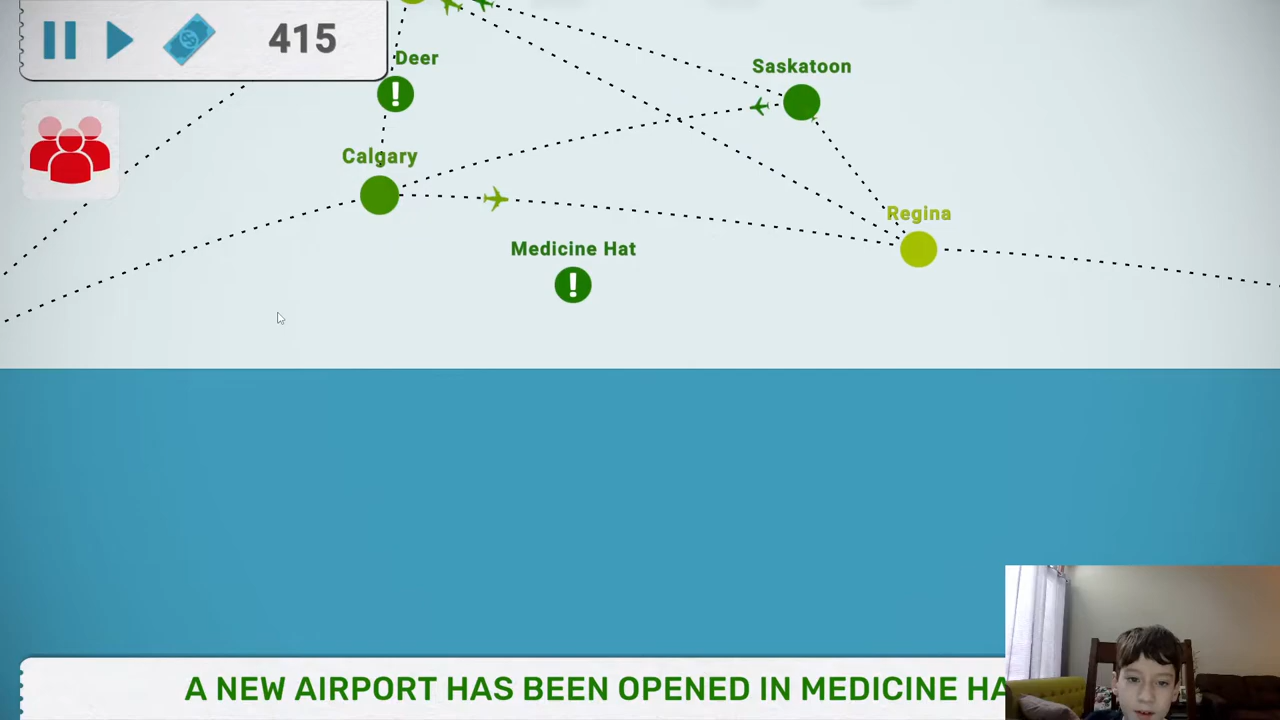 415
Deer
Saskatoon
Calgary
Regina
Medicine Hat
!
!
A NEW AIRPORT HAS BEEN OPENED IN MEDICINE HA